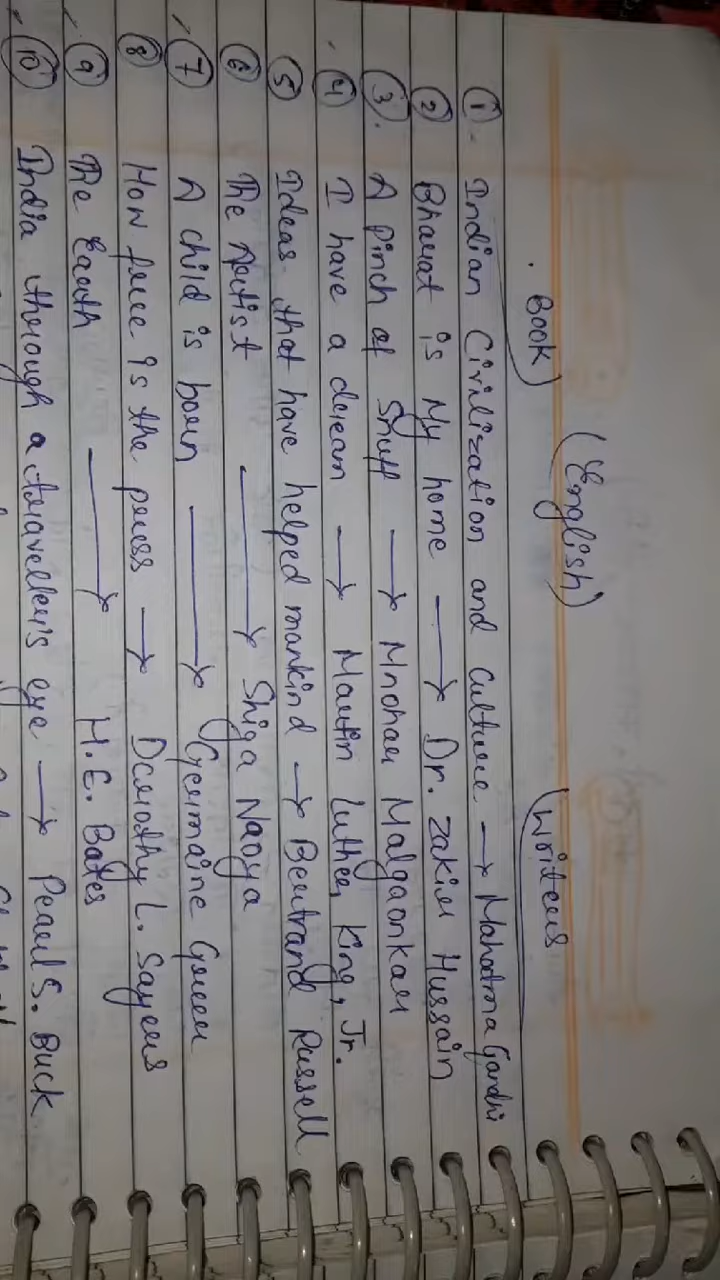 (English)
Book) (Writers
① Indian Civilization and Culture → Mahatma Gandhi
② Bharat is My home → Dr. Zakir Hussain
③ A Pinch of Snuff → Mnohar Malgaonkar
④ I have a dream → Martin Luther King, Jr.
⑤ Ideas that have helped mankind → Bertrand Russell
⑥ The Artist → Shiga Naoya
⑦ A child is born → Germaine Greer
⑧ How free is the press → Dorothy L. Sayers
⑨ The Earth → H.E. Bates
⑩ India through a traveller's eye → Pearl S. Buck